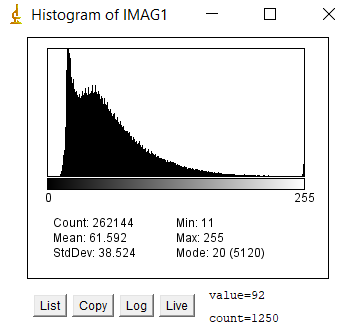 Histogram of IMAG1
0 255
Count: 262144 Min: 11
Mean: 61.592 Max: 255
StdDev: 38.524 Mode: 20 (5120)
List Copy Log Live value=92
count=1250